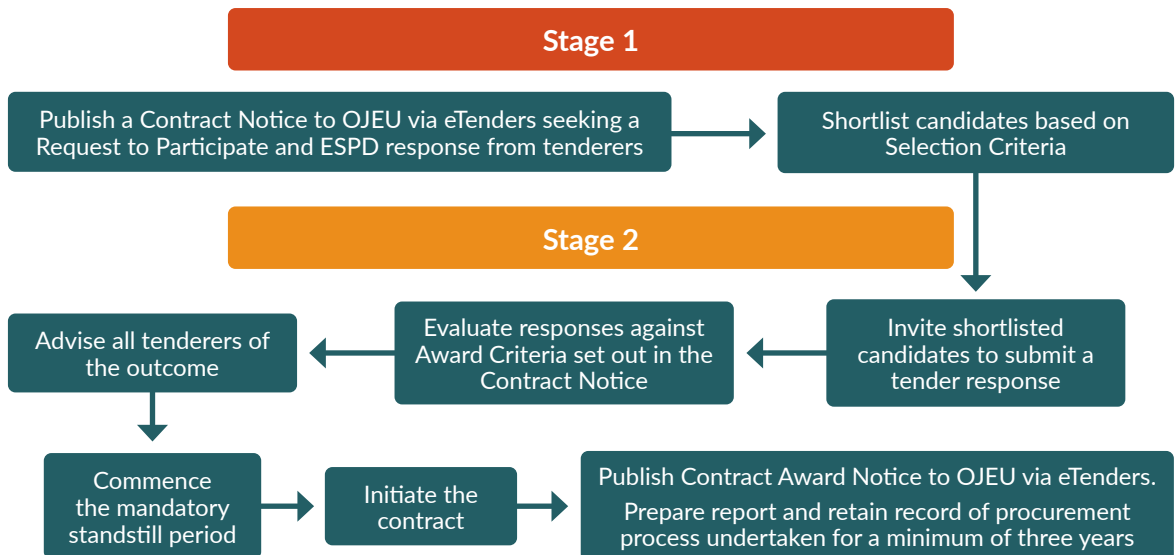 Stage 1
Publish a Contract Notice to OJEU via eTenders seeking a
Request to Participate and ESPD response from tenderers
Shortlist candidates based on
Selection Criteria
Stage 2
Invite shortlisted
candidates to submit a
tender response
Evaluate responses against
Award Criteria set out in the
Contract Notice
Advise all tenderers of
the outcome
Commence
the mandatory
standstill period
Initiate the
contract
Publish Contract Award Notice to OJEU via eTenders.
Prepare report and retain record of procurement
process undertaken for a minimum of three years